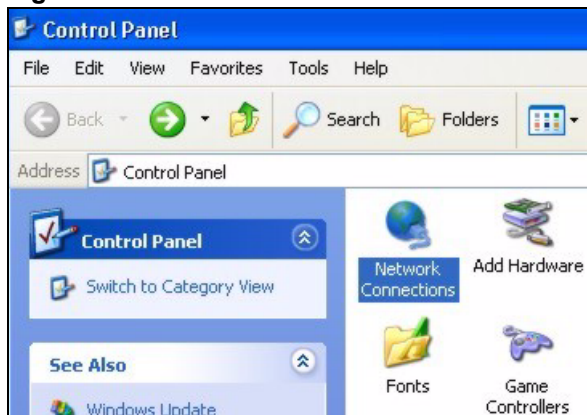 Control Panel
File Edit View Favorites Tools Help
Back Search Folders
Address Control Panel
Control Panel
Switch to Category View
See Also
Windows Update
Network Connections
Add Hardware
Fonts
Game Controllers